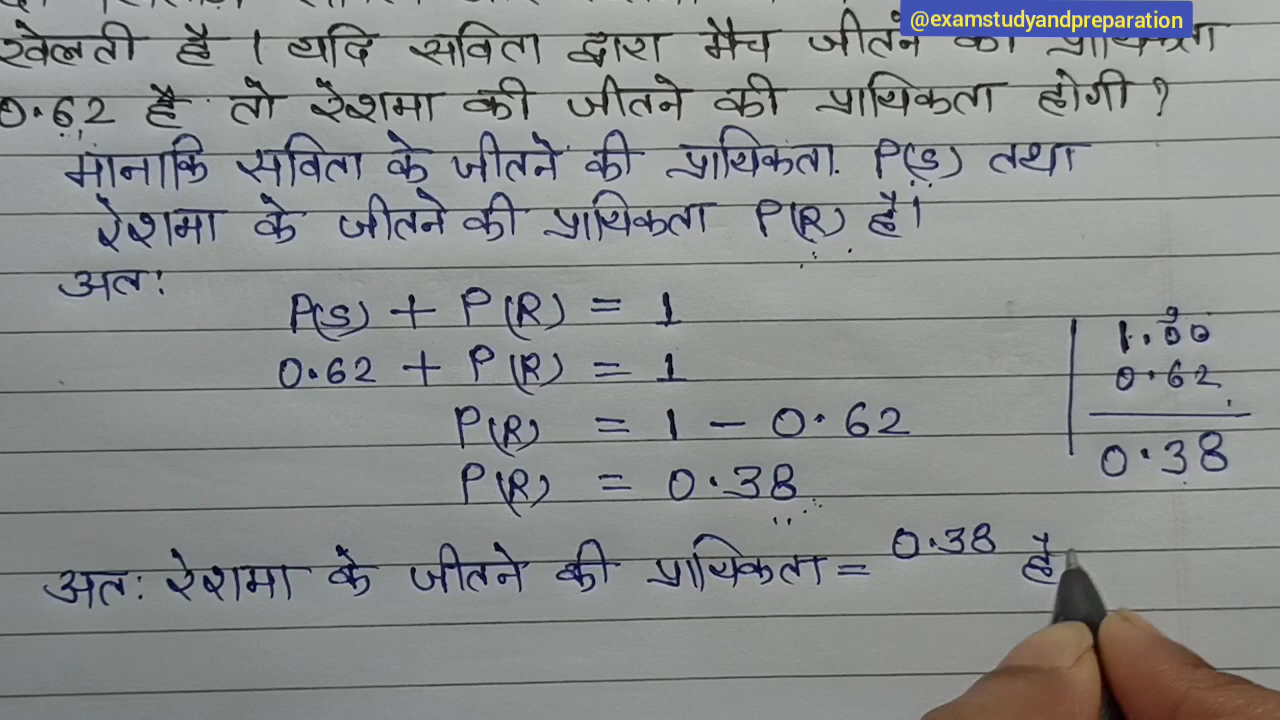 @examstudyandpreparation
खेलती है । यदि सविता द्वारा मैच जीतने की प्रायिकता
0.62 है तो रेशमा की जीतने की प्रायिकता होगी ?
मानाकि सविता के जीतने की प्रायिकता P(S) तथा
रेशमा के जीतने की प्रायिकता P(R) है।
अतः
P(S) + P(R) = 1
0.62 + P(R) = 1
P(R) = 1 - 0.62
P(R) = 0.38
1.00
0.62
0.38
अतः रेशमा के जीतने की प्रायिकता = 0.38 है